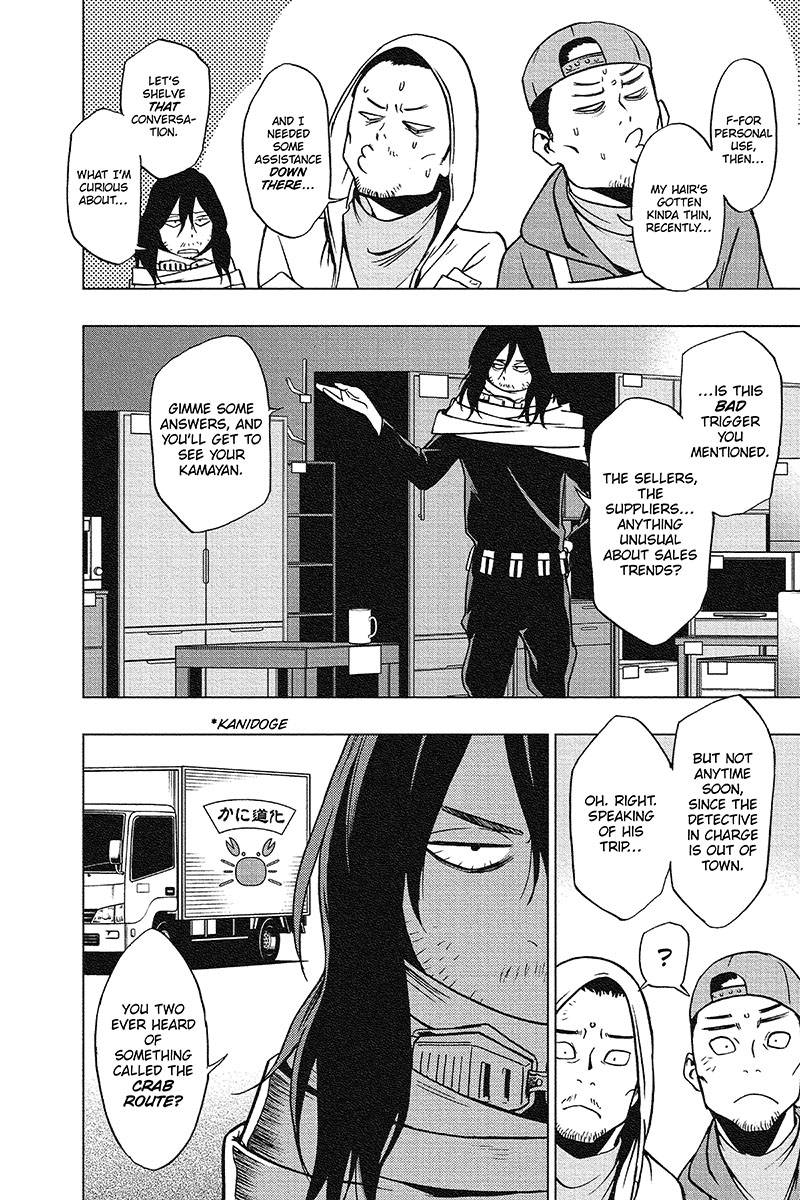 F-FOR
PERSONAL
USE,
THEN...
MY HAIR'S
GOTTEN
KINDA THIN,
RECENTLY...
AND I
NEEDED
SOME
ASSISTANCE
DOWN
THERE...
LET'S
SHELVE
THAT
CONVERSA-
TION.
WHAT I'M
CURIOUS
ABOUT...
...IS THIS
BAD
TRIGGER
YOU
MENTIONED.
THE SELLERS,
THE
SUPPLIERS...
ANYTHING
UNUSUAL
ABOUT SALES
TRENDS?
GIMME SOME
ANSWERS, AND
YOU'LL GET TO
SEE YOUR
KAMAYAN.
BUT NOT
ANYTIME
SOON,
SINCE THE
DETECTIVE
IN CHARGE
IS OUT OF
TOWN.
OH. RIGHT.
SPEAKING
OF HIS
TRIP...
?
*KANIDOGE
かに道化
YOU TWO
EVER HEARD
OF
SOMETHING
CALLED THE
CRAB
ROUTE?